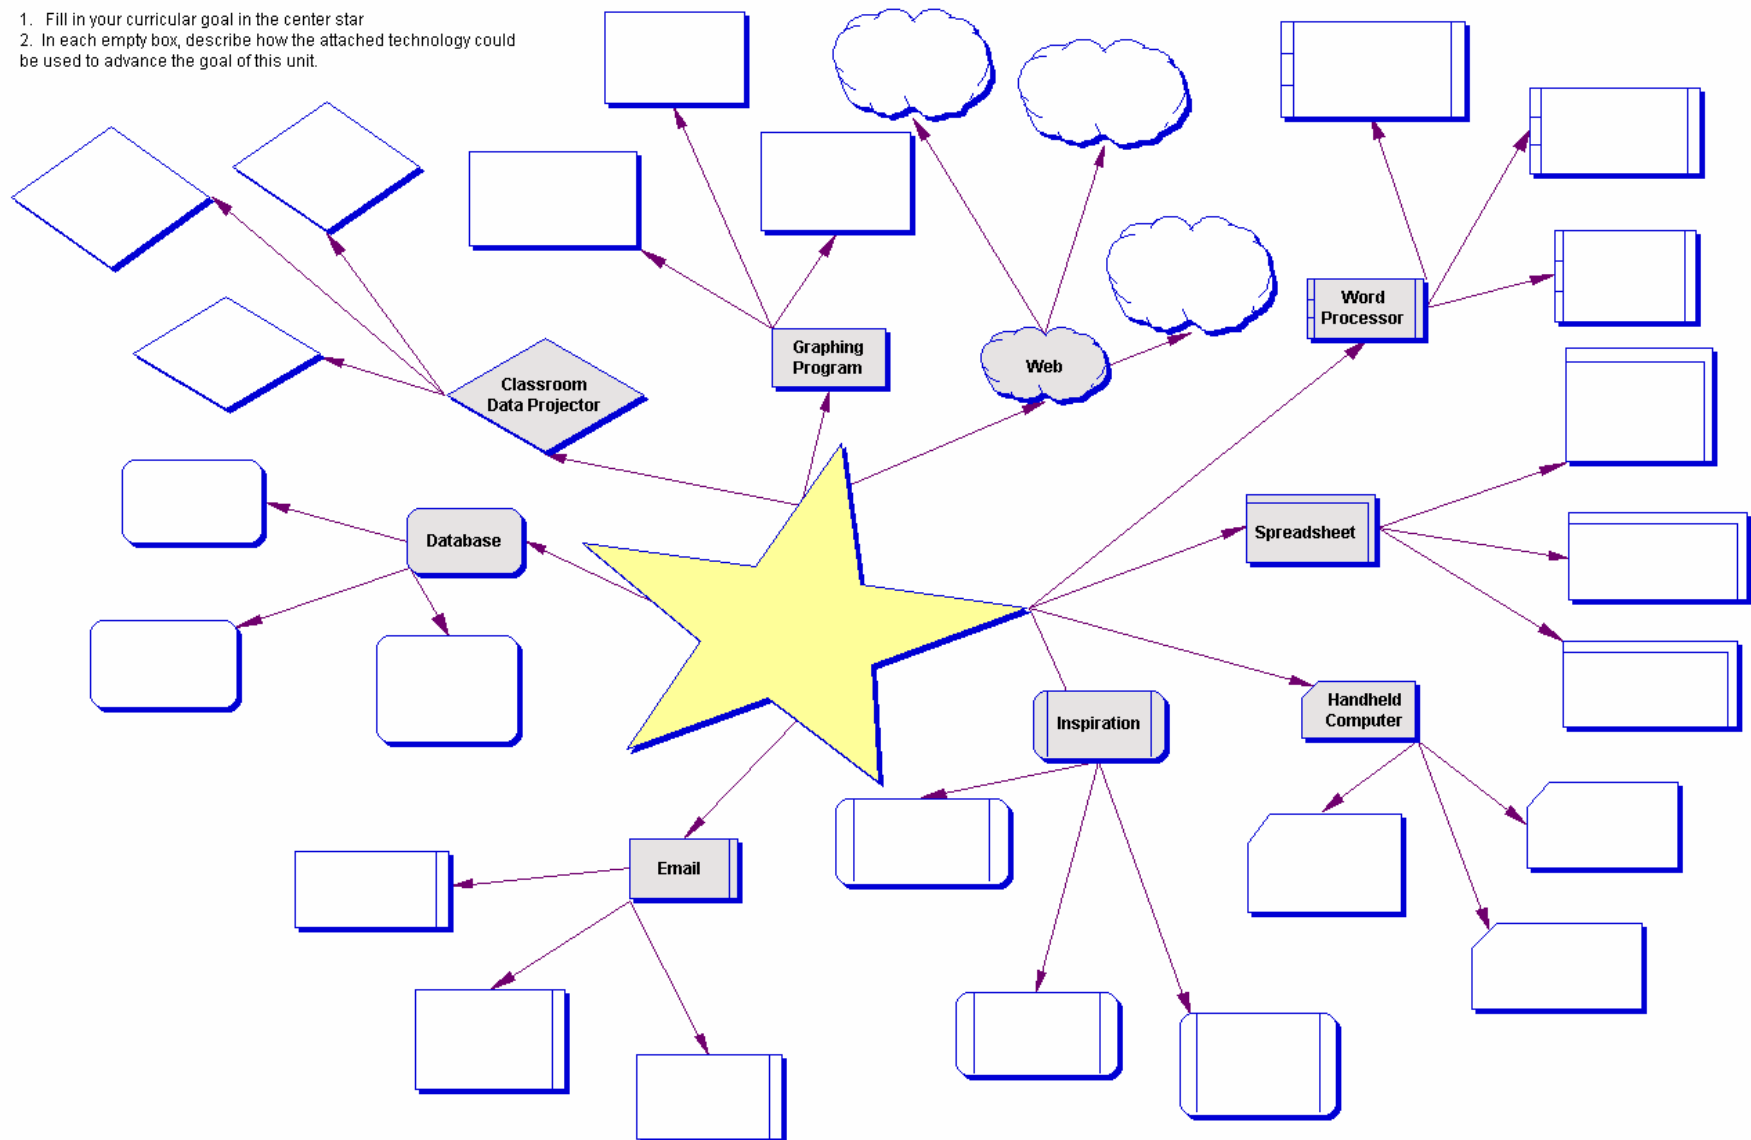 1. Fill in your curricular goal in the center star
2. In each empty box, describe how the attached technology could
be used to advance the goal of this unit.
Word
Processor
Graphing
Program
Web
Classroom
Data Projector
Spreadsheet
Database
Handheld
Computer
Inspiration
Email